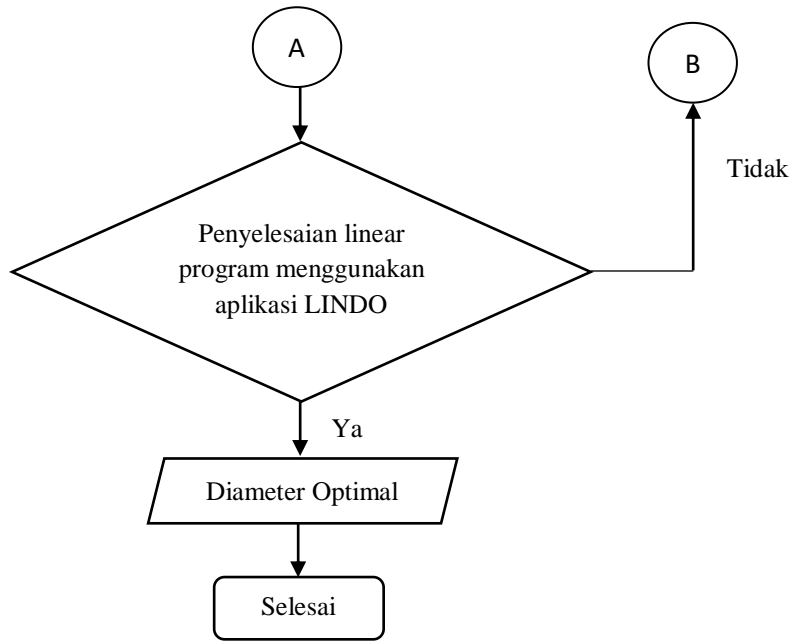 A
B
Tidak
Penyelesaian linear
program menggunakan
aplikasi LINDO
Ya
Diameter Optimal
Selesai